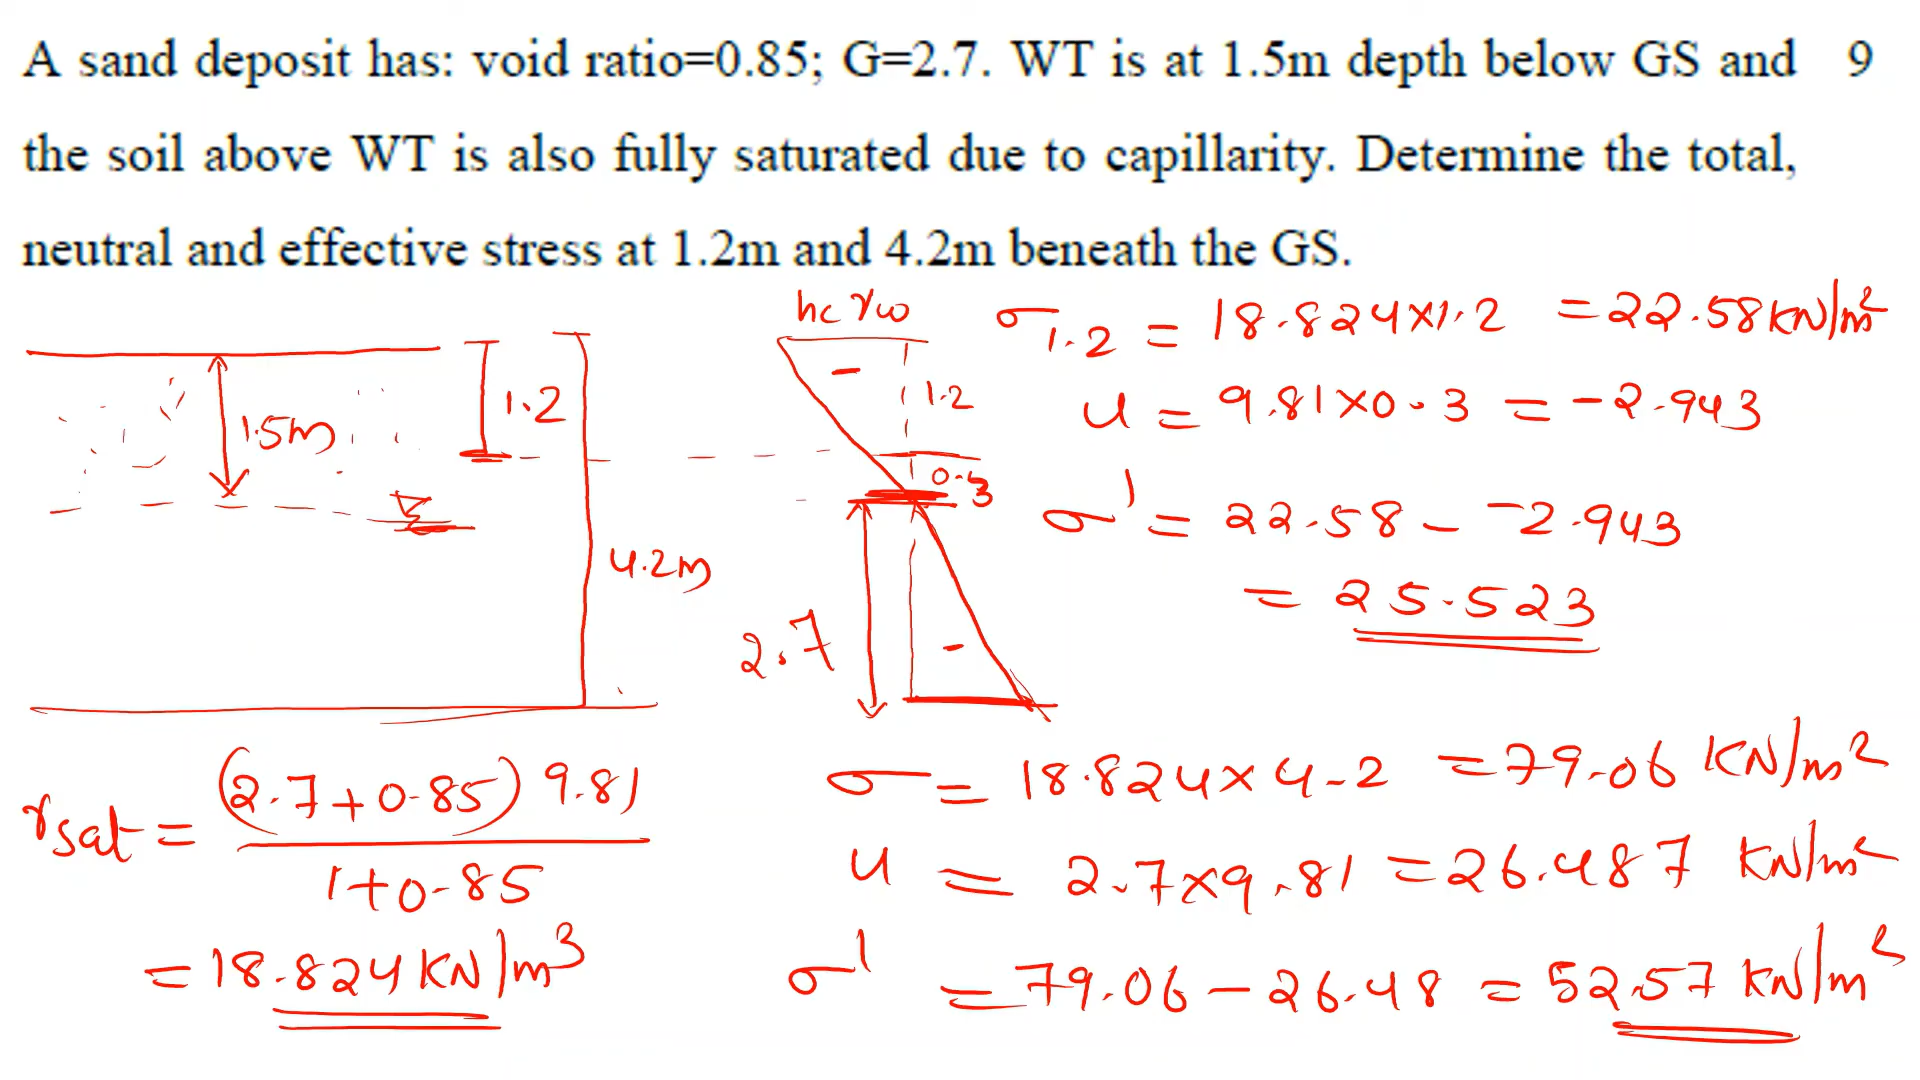 A sand deposit has: void ratio=0.85; G=2.7. WT is at 1.5m depth below GS and 9
the soil above WT is also fully saturated due to capillarity. Determine the total,
neutral and effective stress at 1.2m and 4.2m beneath the GS.
hc γω
σ1.2 = 18.824×1.2 = 22.58 KN/m²
1.2
1.5m
1.2
u = 9.81×0.3 = -2.943
0.3
σ' = 22.58 - -2.943
4.2m
= 25.523
2.7
-
-
γsat = (2.7+0.85) 9.81
1+0.85
= 18.824 KN/m³
σ = 18.824×4.2 = 79.06 KN/m²
u = 2.7×9.81 = 26.487 KN/m²
σ' = 79.06 - 26.48 = 52.57 KN/m²